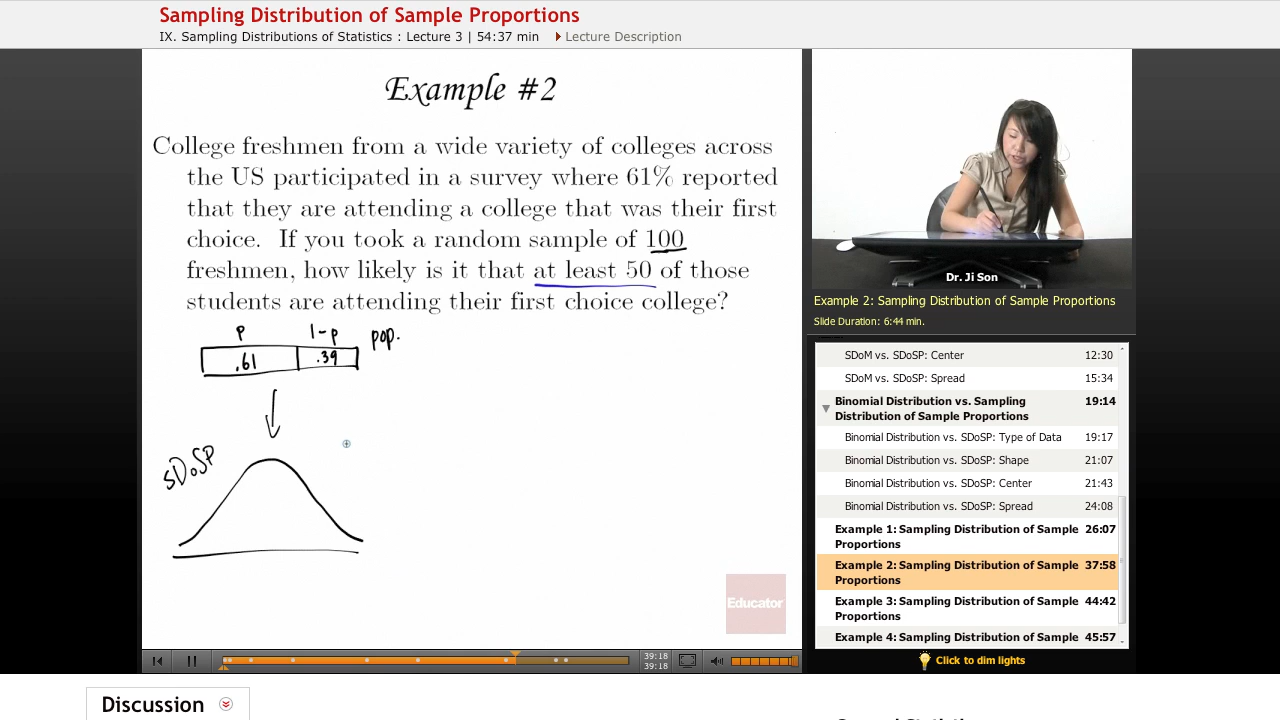 Sampling Distribution of Sample Proportions
IX. Sampling Distributions of Statistics : Lecture 3 | 54:37 min Lecture Description
Example #2
College freshmen from a wide variety of colleges across
the US participated in a survey where 61% reported
that they are attending a college that was their first
choice. If you took a random sample of 100
freshmen, how likely is it that at least 50 of those
students are attending their first choice college?
p 1-p pop.
.61 .39
SDoSP
Educator
39:18
39:18
Dr. Ji Son
Example 2: Sampling Distribution of Sample Proportions
Slide Duration: 6:44 min.
SDoM vs. SDoSP: Center 12:30
SDoM vs. SDoSP: Spread 15:34
Binomial Distribution vs. Sampling 19:14
Distribution of Sample Proportions
Binomial Distribution vs. SDoSP: Type of Data 19:17
Binomial Distribution vs. SDoSP: Shape 21:07
Binomial Distribution vs. SDoSP: Center 21:43
Binomial Distribution vs. SDoSP: Spread 24:08
Example 1: Sampling Distribution of Sample 26:07
Proportions
Example 2: Sampling Distribution of Sample 37:58
Proportions
Example 3: Sampling Distribution of Sample 44:42
Proportions
Example 4: Sampling Distribution of Sample 45:57
Click to dim lights
Discussion